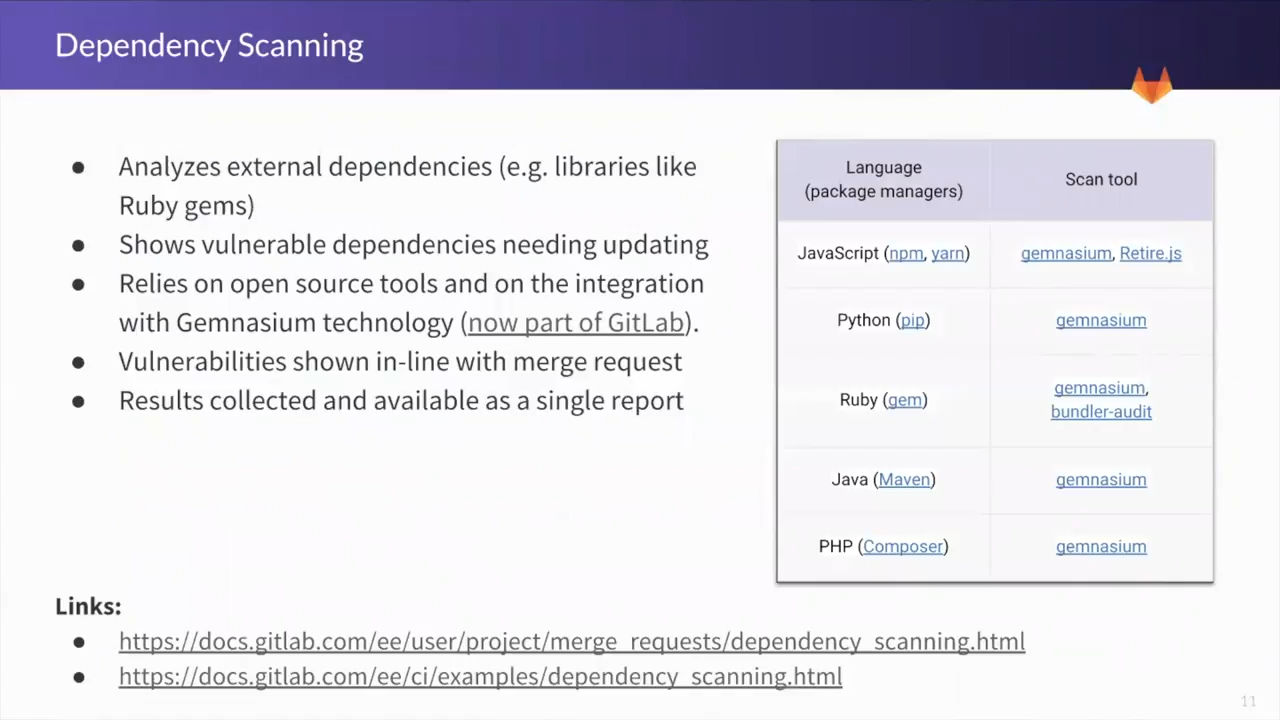 Dependency Scanning
● Analyzes external dependencies (e.g. libraries like
Ruby gems)
● Shows vulnerable dependencies needing updating
● Relies on open source tools and on the integration
with Gemnasium technology (now part of GitLab).
● Vulnerabilities shown in-line with merge request
● Results collected and available as a single report
Language
(package managers)
Scan tool
JavaScript (npm, yarn)
gemnasium, Retire.js
Python (pip)
gemnasium
Ruby (gem)
gemnasium,
bundler-audit
Java (Maven)
gemnasium
PHP (Composer)
gemnasium
Links:
● https://docs.gitlab.com/ee/user/project/merge_requests/dependency_scanning.html
● https://docs.gitlab.com/ee/ci/examples/dependency_scanning.html
11